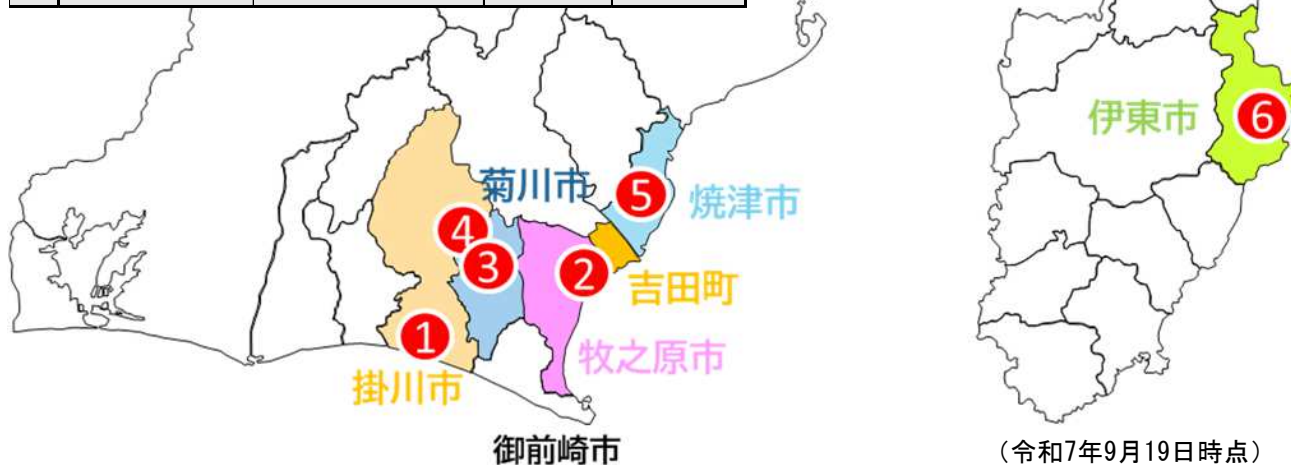 伊東市
6
菊川市
5
焼津市
4
3
2
吉田町
1
牧之原市
掛川市
御前崎市
(令和7年9月19日時点)